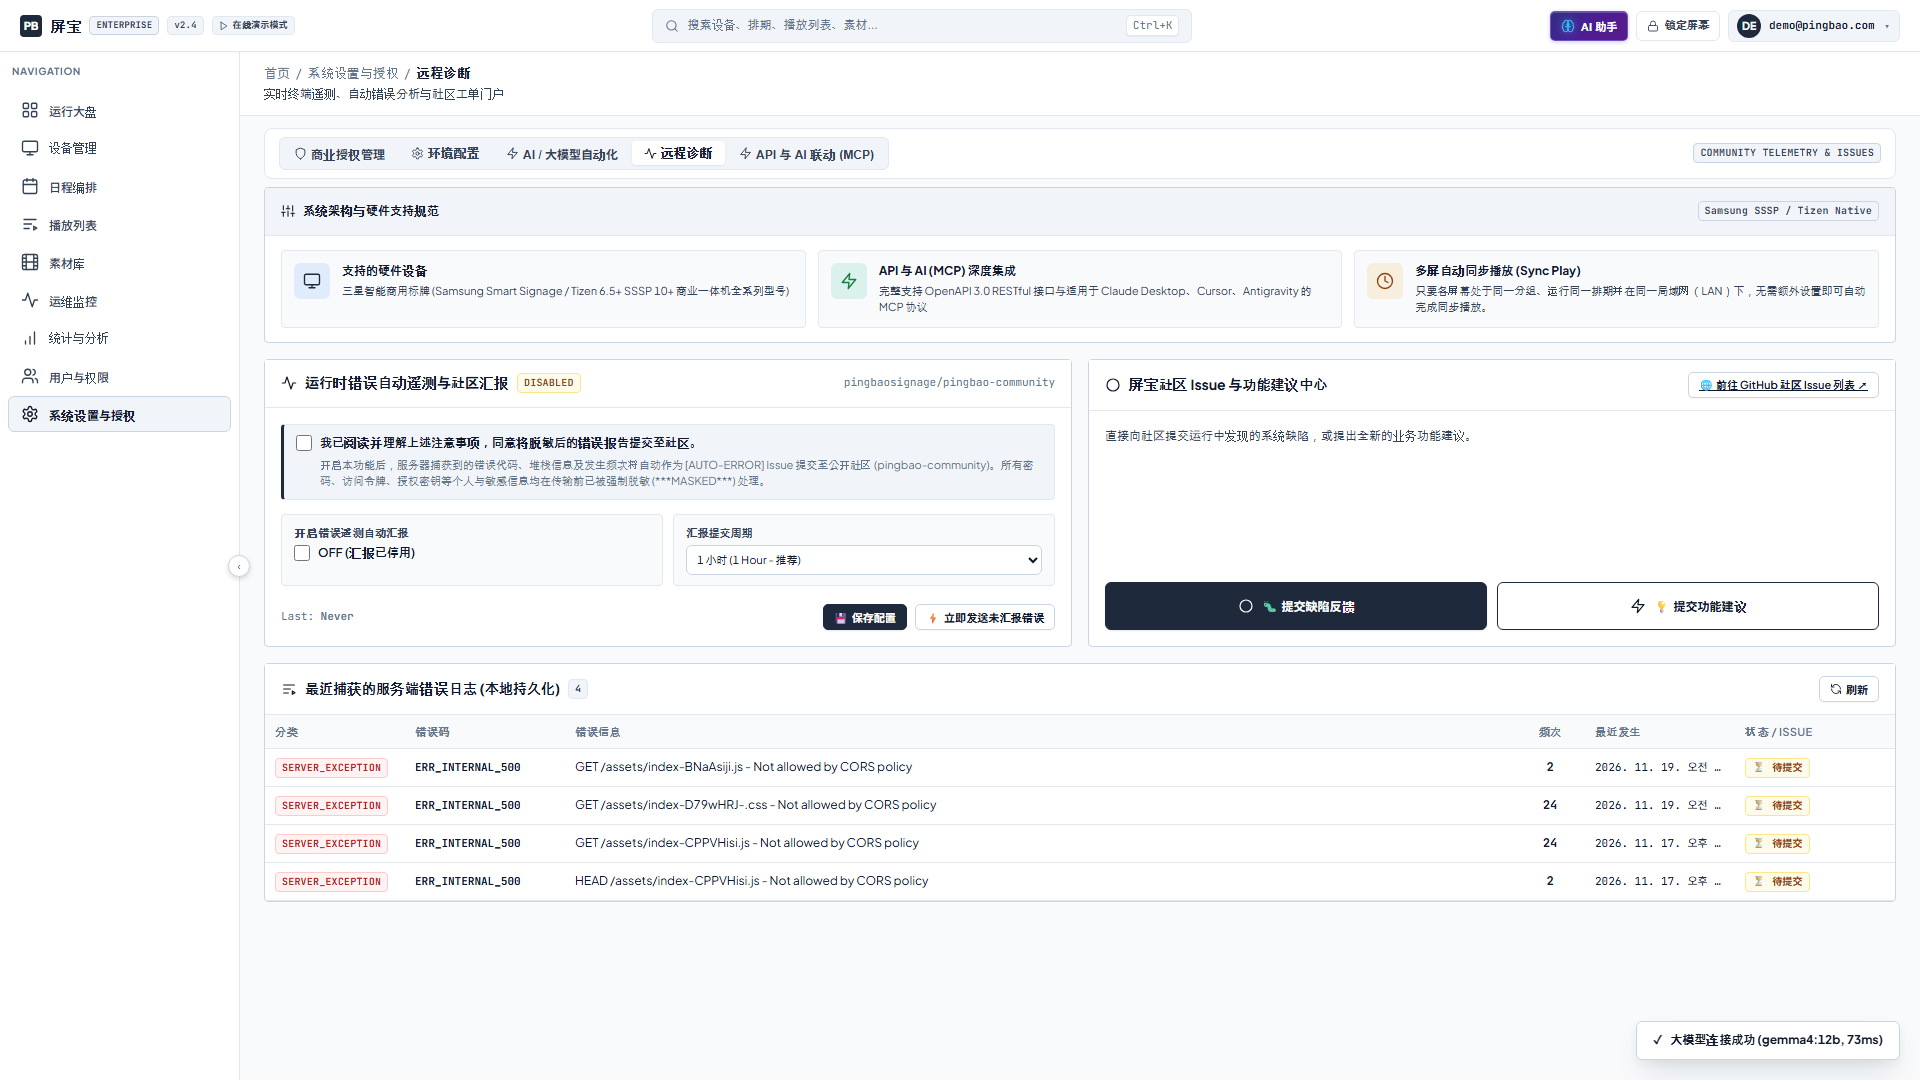 PB 屏宝 ENTERPRISE v2.4 在线演示模式
搜索设备、排期、播放列表、素材... Ctrl+K
AI 助手 锁定屏幕 DE demo@pingbao.com
NAVIGATION
运行大盘
设备管理
日程编排
播放列表
素材库
运维监控
统计与分析
用户与权限
系统设置与授权
首页 / 系统设置与授权 / 远程诊断
实时终端遥测、自动错误分析与社区工单门户
商业授权管理 环境配置 AI / 大模型自动化 远程诊断 API 与 AI 联动 (MCP)
COMMUNITY TELEMETRY & ISSUES
系统架构与硬件支持规范
Samsung SSSP / Tizen Native
支持的硬件设备
三星智能商用标牌 (Samsung Smart Signage / Tizen 6.5+ SSSP 10+ 商业一体机全系列型号)
API 与 AI (MCP) 深度集成
完整支持 OpenAPI 3.0 RESTful 接口与适用于 Claude Desktop、Cursor、Antigravity 的
MCP 协议
多屏自动同步播放 (Sync Play)
只要各屏幕处于同一分组、运行同一排期并在同一局域网（LAN）下，无需额外设置即可自动
完成同步播放。
运行时错误自动遥测与社区汇报 DISABLED
pingbaosignage/pingbao-community
我已阅读并理解上述注意事项，同意将脱敏后的错误报告提交至社区。
开启本功能后，服务器捕获到的错误代码、堆栈信息及发生频次将自动作为 [AUTO-ERROR] Issue 提交至公开社区 (pingbao-community)。所有密
码、访问令牌、授权密钥等个人与敏感信息均在传输前已被强制脱敏 (***MASKED***) 处理。
开启错误遥测自动汇报
OFF (汇报已停用)
汇报提交周期
1 小时 (1 Hour - 推荐)
Last: Never
保存配置
立即发送未汇报错误
屏宝社区 Issue 与功能建议中心
前往 GitHub 社区 Issue 列表 ↗
直接向社区提交运行中发现的系统缺陷，或提出全新的业务功能建议。
提交缺陷反馈
提交功能建议
最近捕获的服务端错误日志 (本地持久化) 4
刷新
分类 错误码 错误信息 频次 最近发生 状态 / ISSUE
SERVER_EXCEPTION ERR_INTERNAL_500 GET /assets/index-BNaAsiji.js - Not allowed by CORS policy 2 2026. 11. 19. 오전 … 待提交
SERVER_EXCEPTION ERR_INTERNAL_500 GET /assets/index-D79wHRJ-.css - Not allowed by CORS policy 24 2026. 11. 19. 오전 … 待提交
SERVER_EXCEPTION ERR_INTERNAL_500 GET /assets/index-CPPVHisi.js - Not allowed by CORS policy 24 2026. 11. 17. 오후 … 待提交
SERVER_EXCEPTION ERR_INTERNAL_500 HEAD /assets/index-CPPVHisi.js - Not allowed by CORS policy 2 2026. 11. 17. 오후 … 待提交
✓ 大模型连接成功 (gemma4:12b, 73ms)